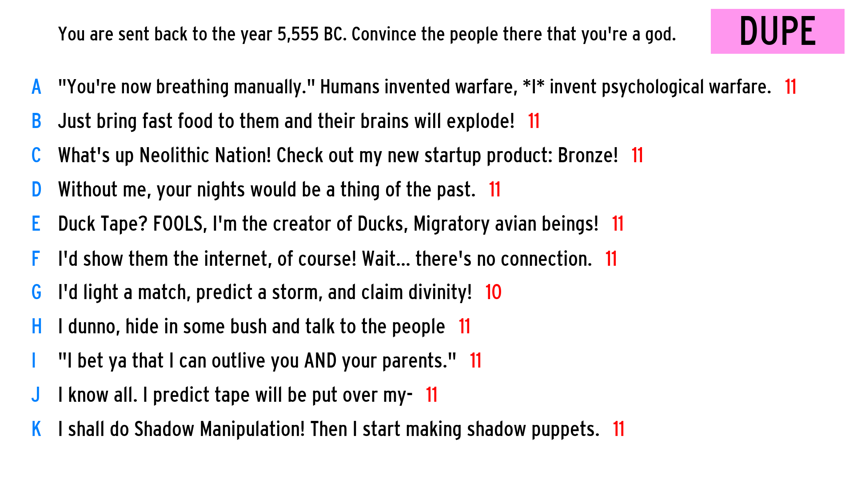 You are sent back to the year 5,555 BC. Convince the people there that you're a god. DUPE
A "You're now breathing manually." Humans invented warfare, *I* invent psychological warfare. 11
B Just bring fast food to them and their brains will explode! 11
C What's up Neolithic Nation! Check out my new startup product: Bronze! 11
D Without me, your nights would be a thing of the past. 11
E Duck Tape? FOOLS, I'm the creator of Ducks, Migratory avian beings! 11
F I'd show them the internet, of course! Wait... there's no connection. 11
G I'd light a match, predict a storm, and claim divinity! 10
H I dunno, hide in some bush and talk to the people 11
I "I bet ya that I can outlive you AND your parents." 11
J I know all. I predict tape will be put over my- 11
K I shall do Shadow Manipulation! Then I start making shadow puppets. 11